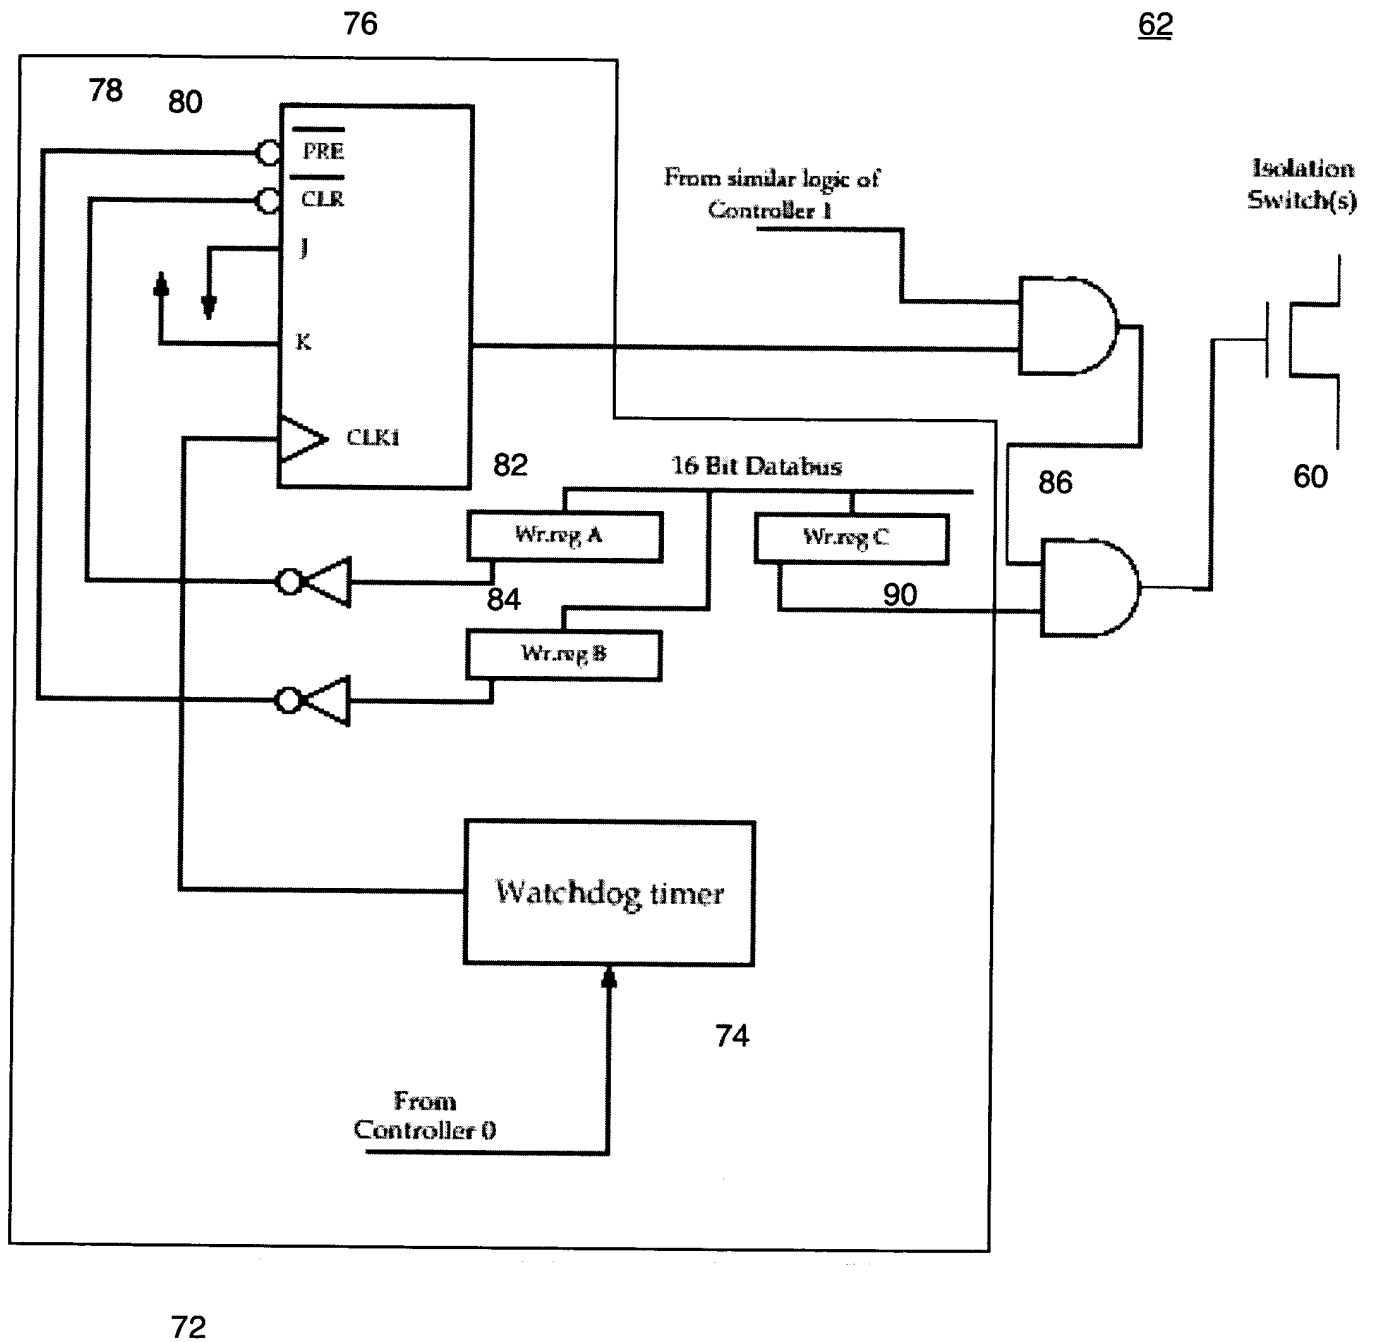 76
62
78
80
PRE
CLR
J
K
CLK1
From similar logic of
Controller 1
Isolation
Switch(s)
60
82
16 Bit Databus
86
Wr.reg A
Wr.reg C
84
90
Wr.reg B
Watchdog timer
74
From
Controller 0
72